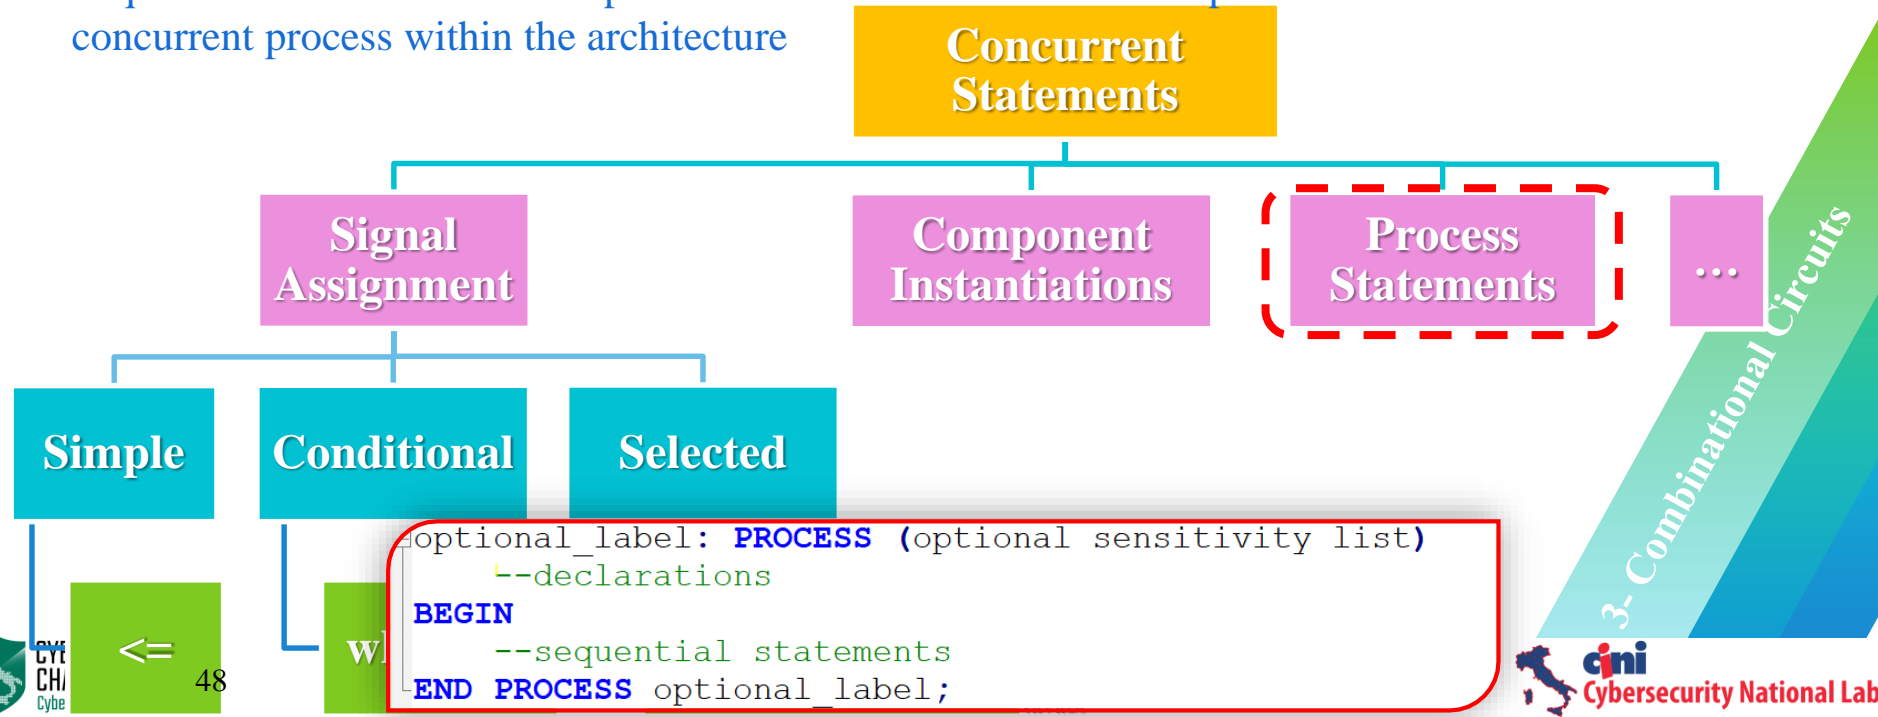 concurrent process within the architecture
Concurrent
Statements
Signal
Assignment
Component
Instantiations
Process
Statements
...
Simple
Conditional
Selected
optional_label: PROCESS (optional sensitivity list)
--declarations
BEGIN
--sequential statements
END PROCESS optional_label;
<=
48
3- Combinational Circuits
cini
Cybersecurity National Lab